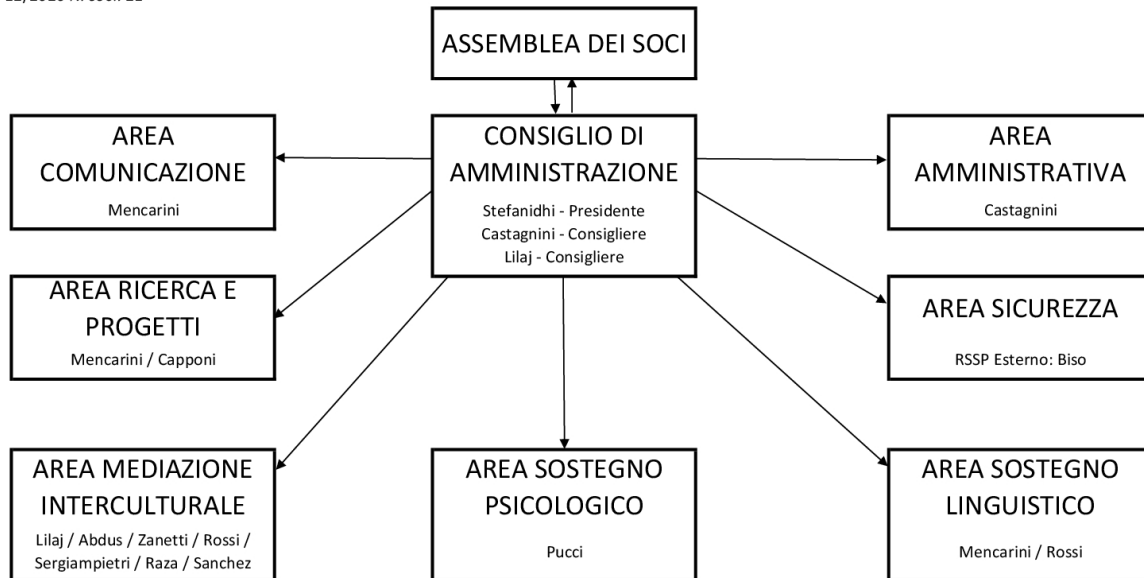 ASSEMBLEA DEI SOCI
AREA
COMUNICAZIONE
Mencarini
CONSIGLIO DI
AMMINISTRAZIONE
Stefanidhi - Presidente
Castagnini - Consigliere
Lilaj - Consigliere
AREA
AMMINISTRATIVA
Castagnini
AREA RICERCA E
PROGETTI
Mencarini / Capponi
AREA SICUREZZA
RSSP Esterno: Biso
AREA MEDIAZIONE
INTERCULTURALE
Lilaj / Abdus / Zanetti / Rossi /
Sergiampietri / Raza / Sanchez
AREA SOSTEGNO
PSICOLOGICO
Pucci
AREA SOSTEGNO
LINGUISTICO
Mencarini / Rossi